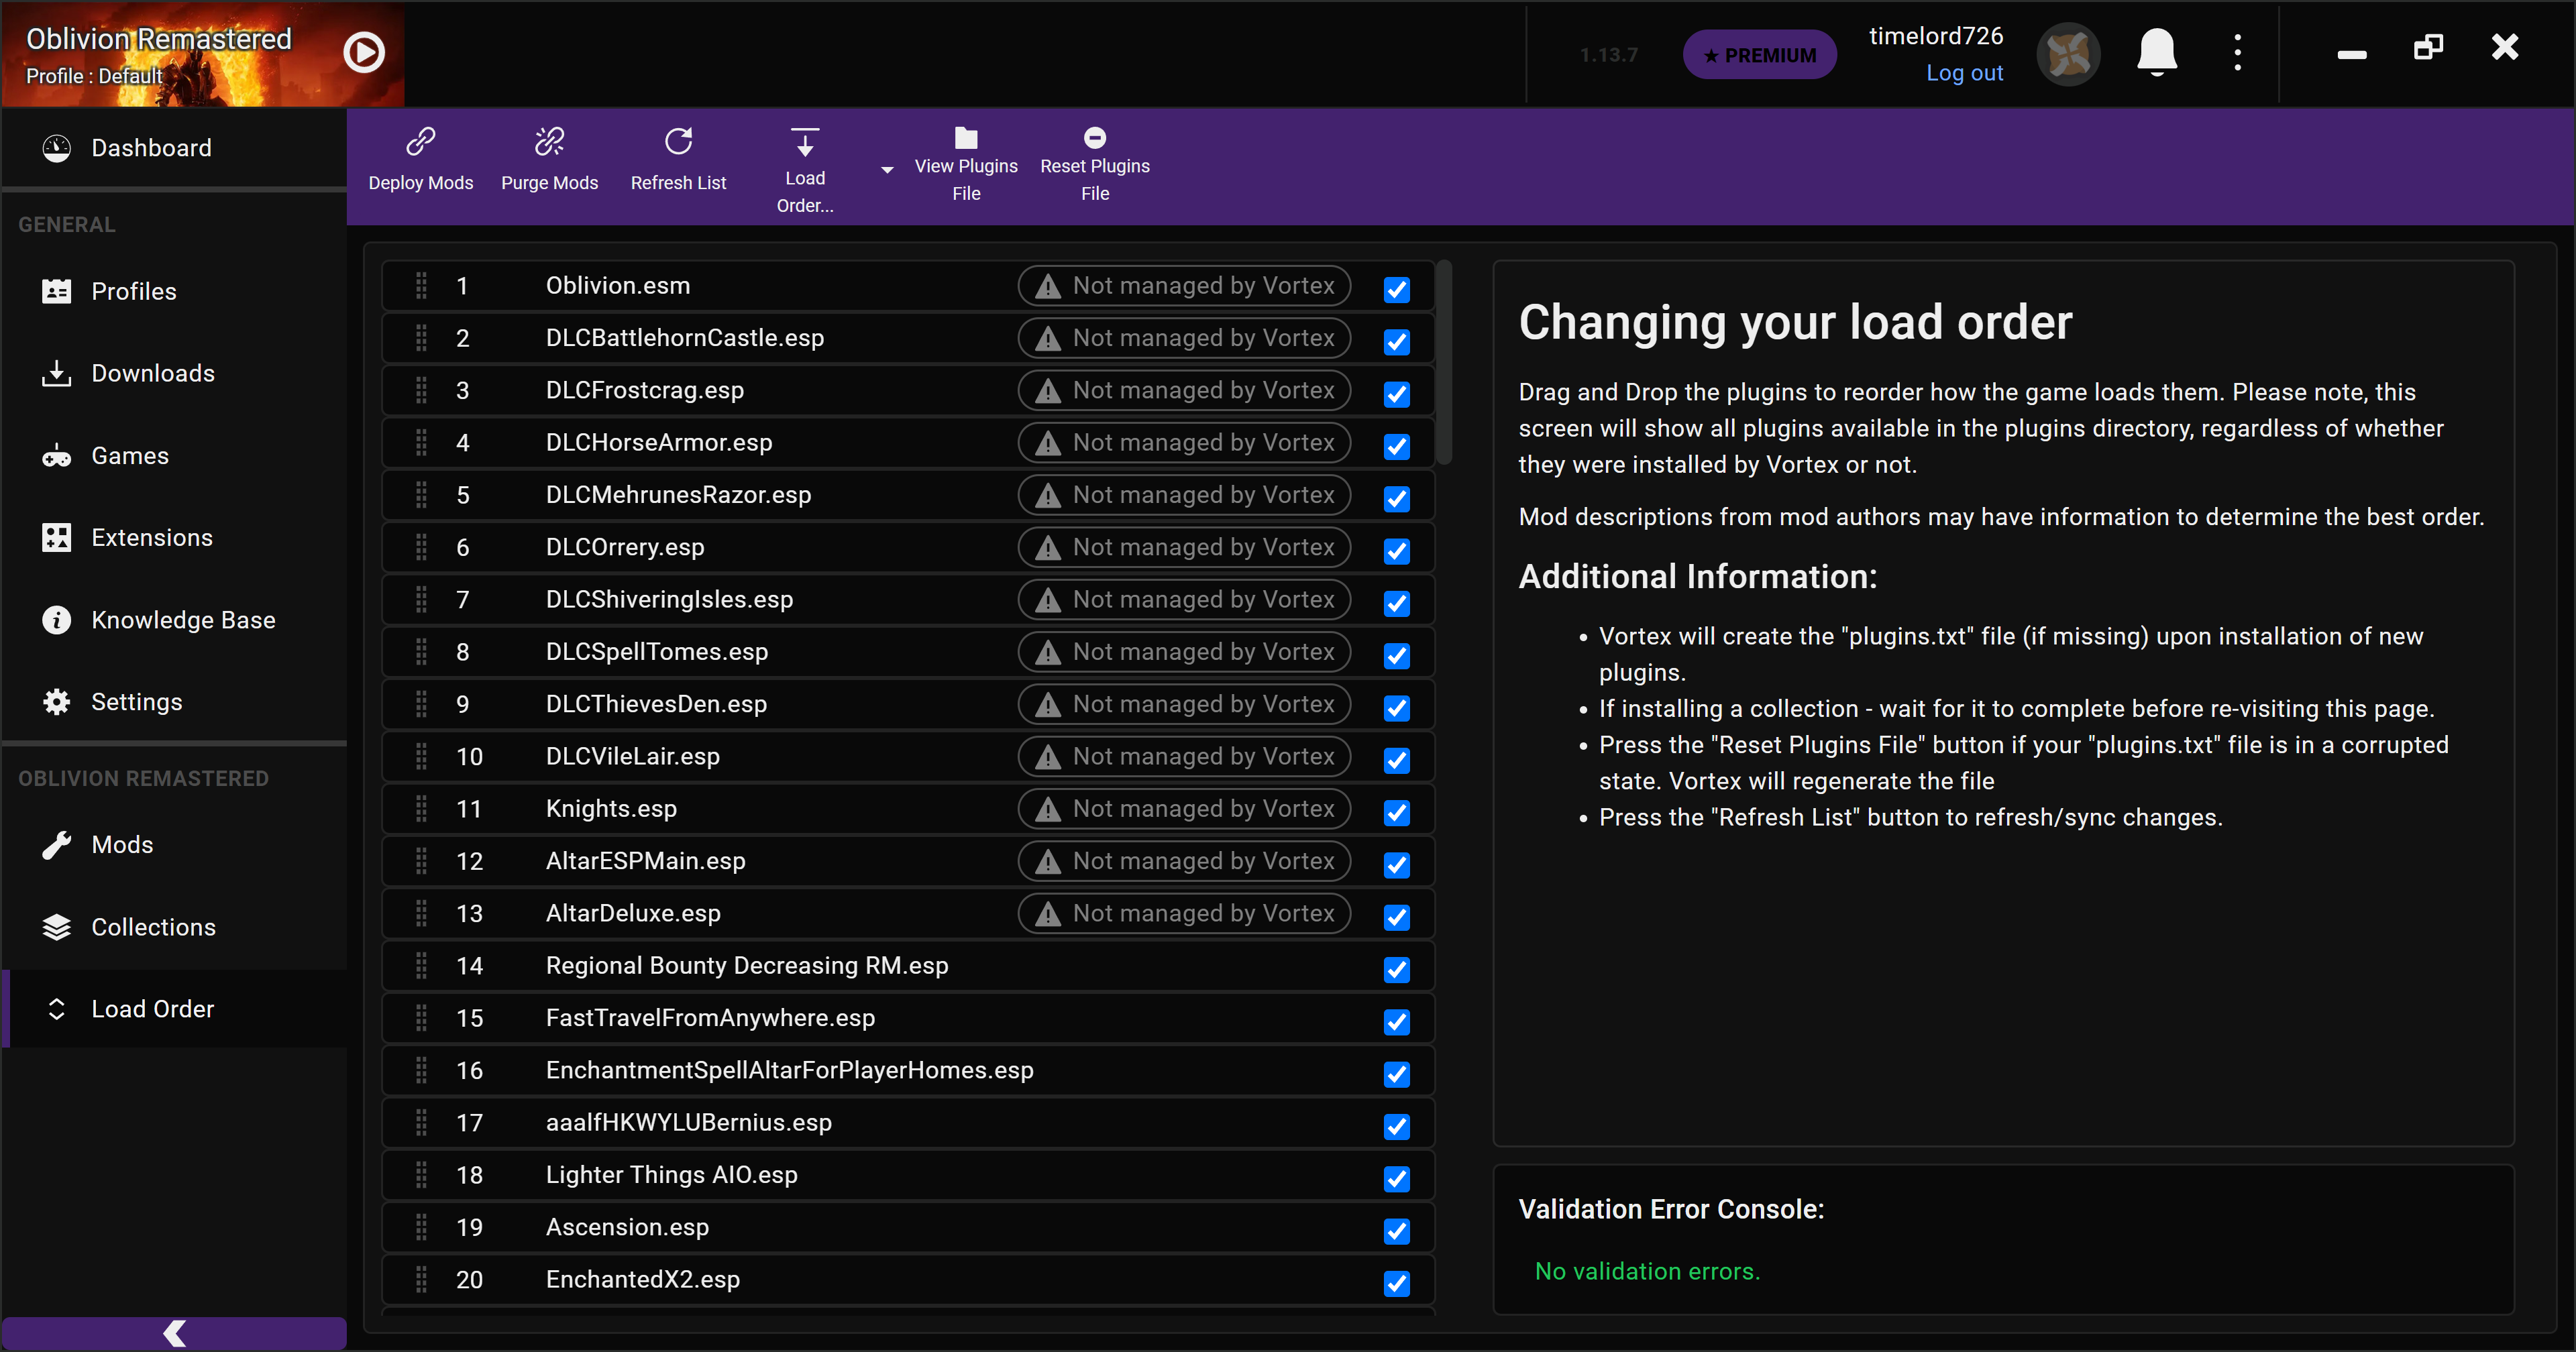 Oblivion Remastered
Profile : Default
1.13.7
★ PREMIUM
timelord726
Log out
Dashboard
GENERAL
Profiles
Downloads
Games
Extensions
Knowledge Base
Settings
OBLIVION REMASTERED
Mods
Collections
Load Order
Deploy Mods
Purge Mods
Refresh List
Load
Order...
View Plugins
File
Reset Plugins
File
1 Oblivion.esm Not managed by Vortex
2 DLCBattlehornCastle.esp Not managed by Vortex
3 DLCFrostcrag.esp Not managed by Vortex
4 DLCHorseArmor.esp Not managed by Vortex
5 DLCMehrunesRazor.esp Not managed by Vortex
6 DLCOrrery.esp Not managed by Vortex
7 DLCShiveringIsles.esp Not managed by Vortex
8 DLCSpellTomes.esp Not managed by Vortex
9 DLCThievesDen.esp Not managed by Vortex
10 DLCVileLair.esp Not managed by Vortex
11 Knights.esp Not managed by Vortex
12 AltarESPMain.esp Not managed by Vortex
13 AltarDeluxe.esp Not managed by Vortex
14 Regional Bounty Decreasing RM.esp
15 FastTravelFromAnywhere.esp
16 EnchantmentSpellAltarForPlayerHomes.esp
17 aaaIfHKWYLUBernius.esp
18 Lighter Things AIO.esp
19 Ascension.esp
20 EnchantedX2.esp
Changing your load order
Drag and Drop the plugins to reorder how the game loads them. Please note, this
screen will show all plugins available in the plugins directory, regardless of whether
they were installed by Vortex or not.
Mod descriptions from mod authors may have information to determine the best order.
Additional Information:
• Vortex will create the "plugins.txt" file (if missing) upon installation of new
plugins.
• If installing a collection - wait for it to complete before re-visiting this page.
• Press the "Reset Plugins File" button if your "plugins.txt" file is in a corrupted
state. Vortex will regenerate the file
• Press the "Refresh List" button to refresh/sync changes.
Validation Error Console:
No validation errors.